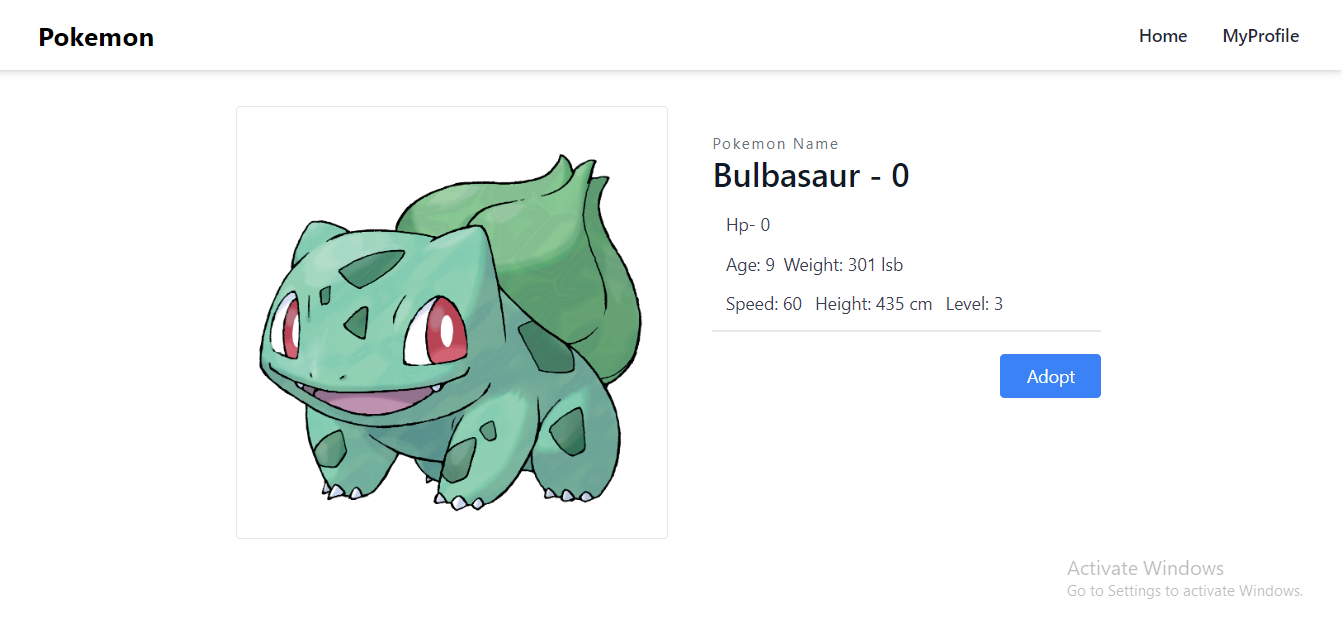 Pokemon
Home MyProfile
Pokemon Name
Bulbasaur - 0
Hp- 0
Age: 9 Weight: 301 lsb
Speed: 60 Height: 435 cm Level: 3
Adopt
Activate Windows
Go to Settings to activate Windows.